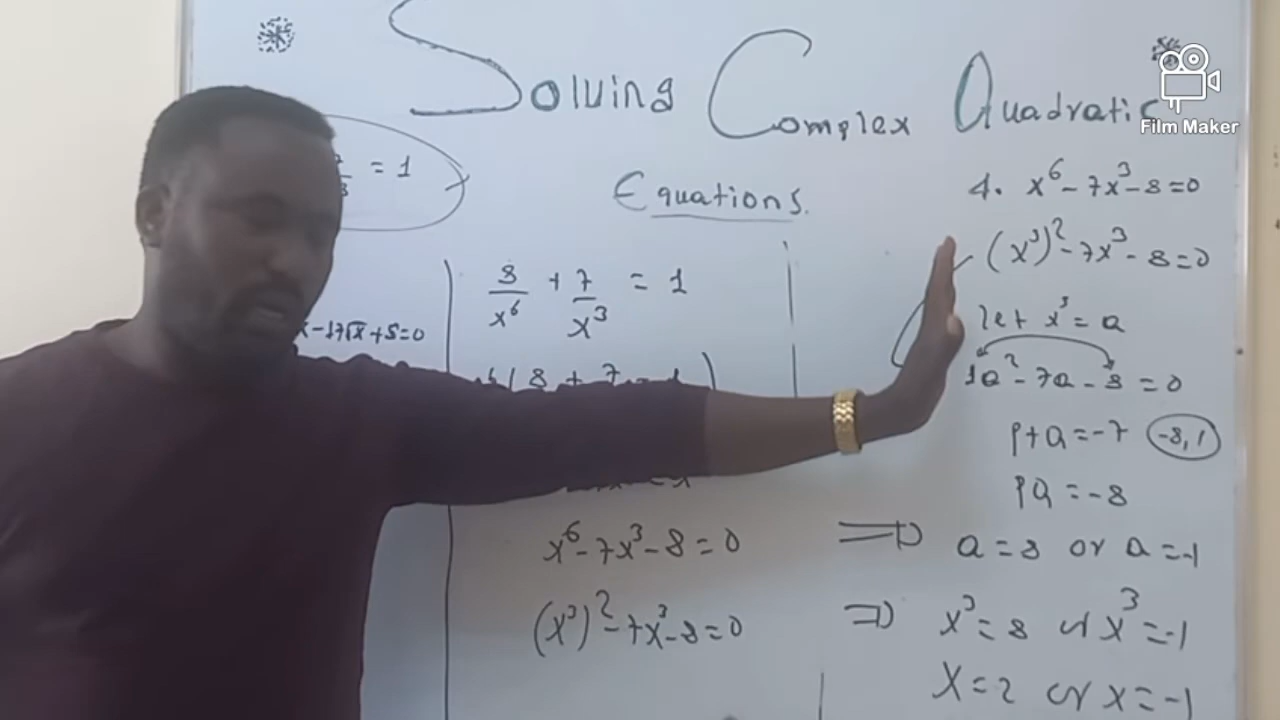 Solving Complex Quadratic
Equations.
Film Maker
= 1
x-17√x+5=0
8/x⁶ + 7/x³ = 1
x⁶-7x³-8=0
(x³)²-7x³-8=0
4. x⁶-7x³-8=0
(x³)²-7x³-8=0
let x³=a
1a²-7a-8=0
p+q=-7 -8,1
pq=-8
⇒ a=8 or a=-1
⇒ x³=8 or x³=-1
x=2 or x=-1